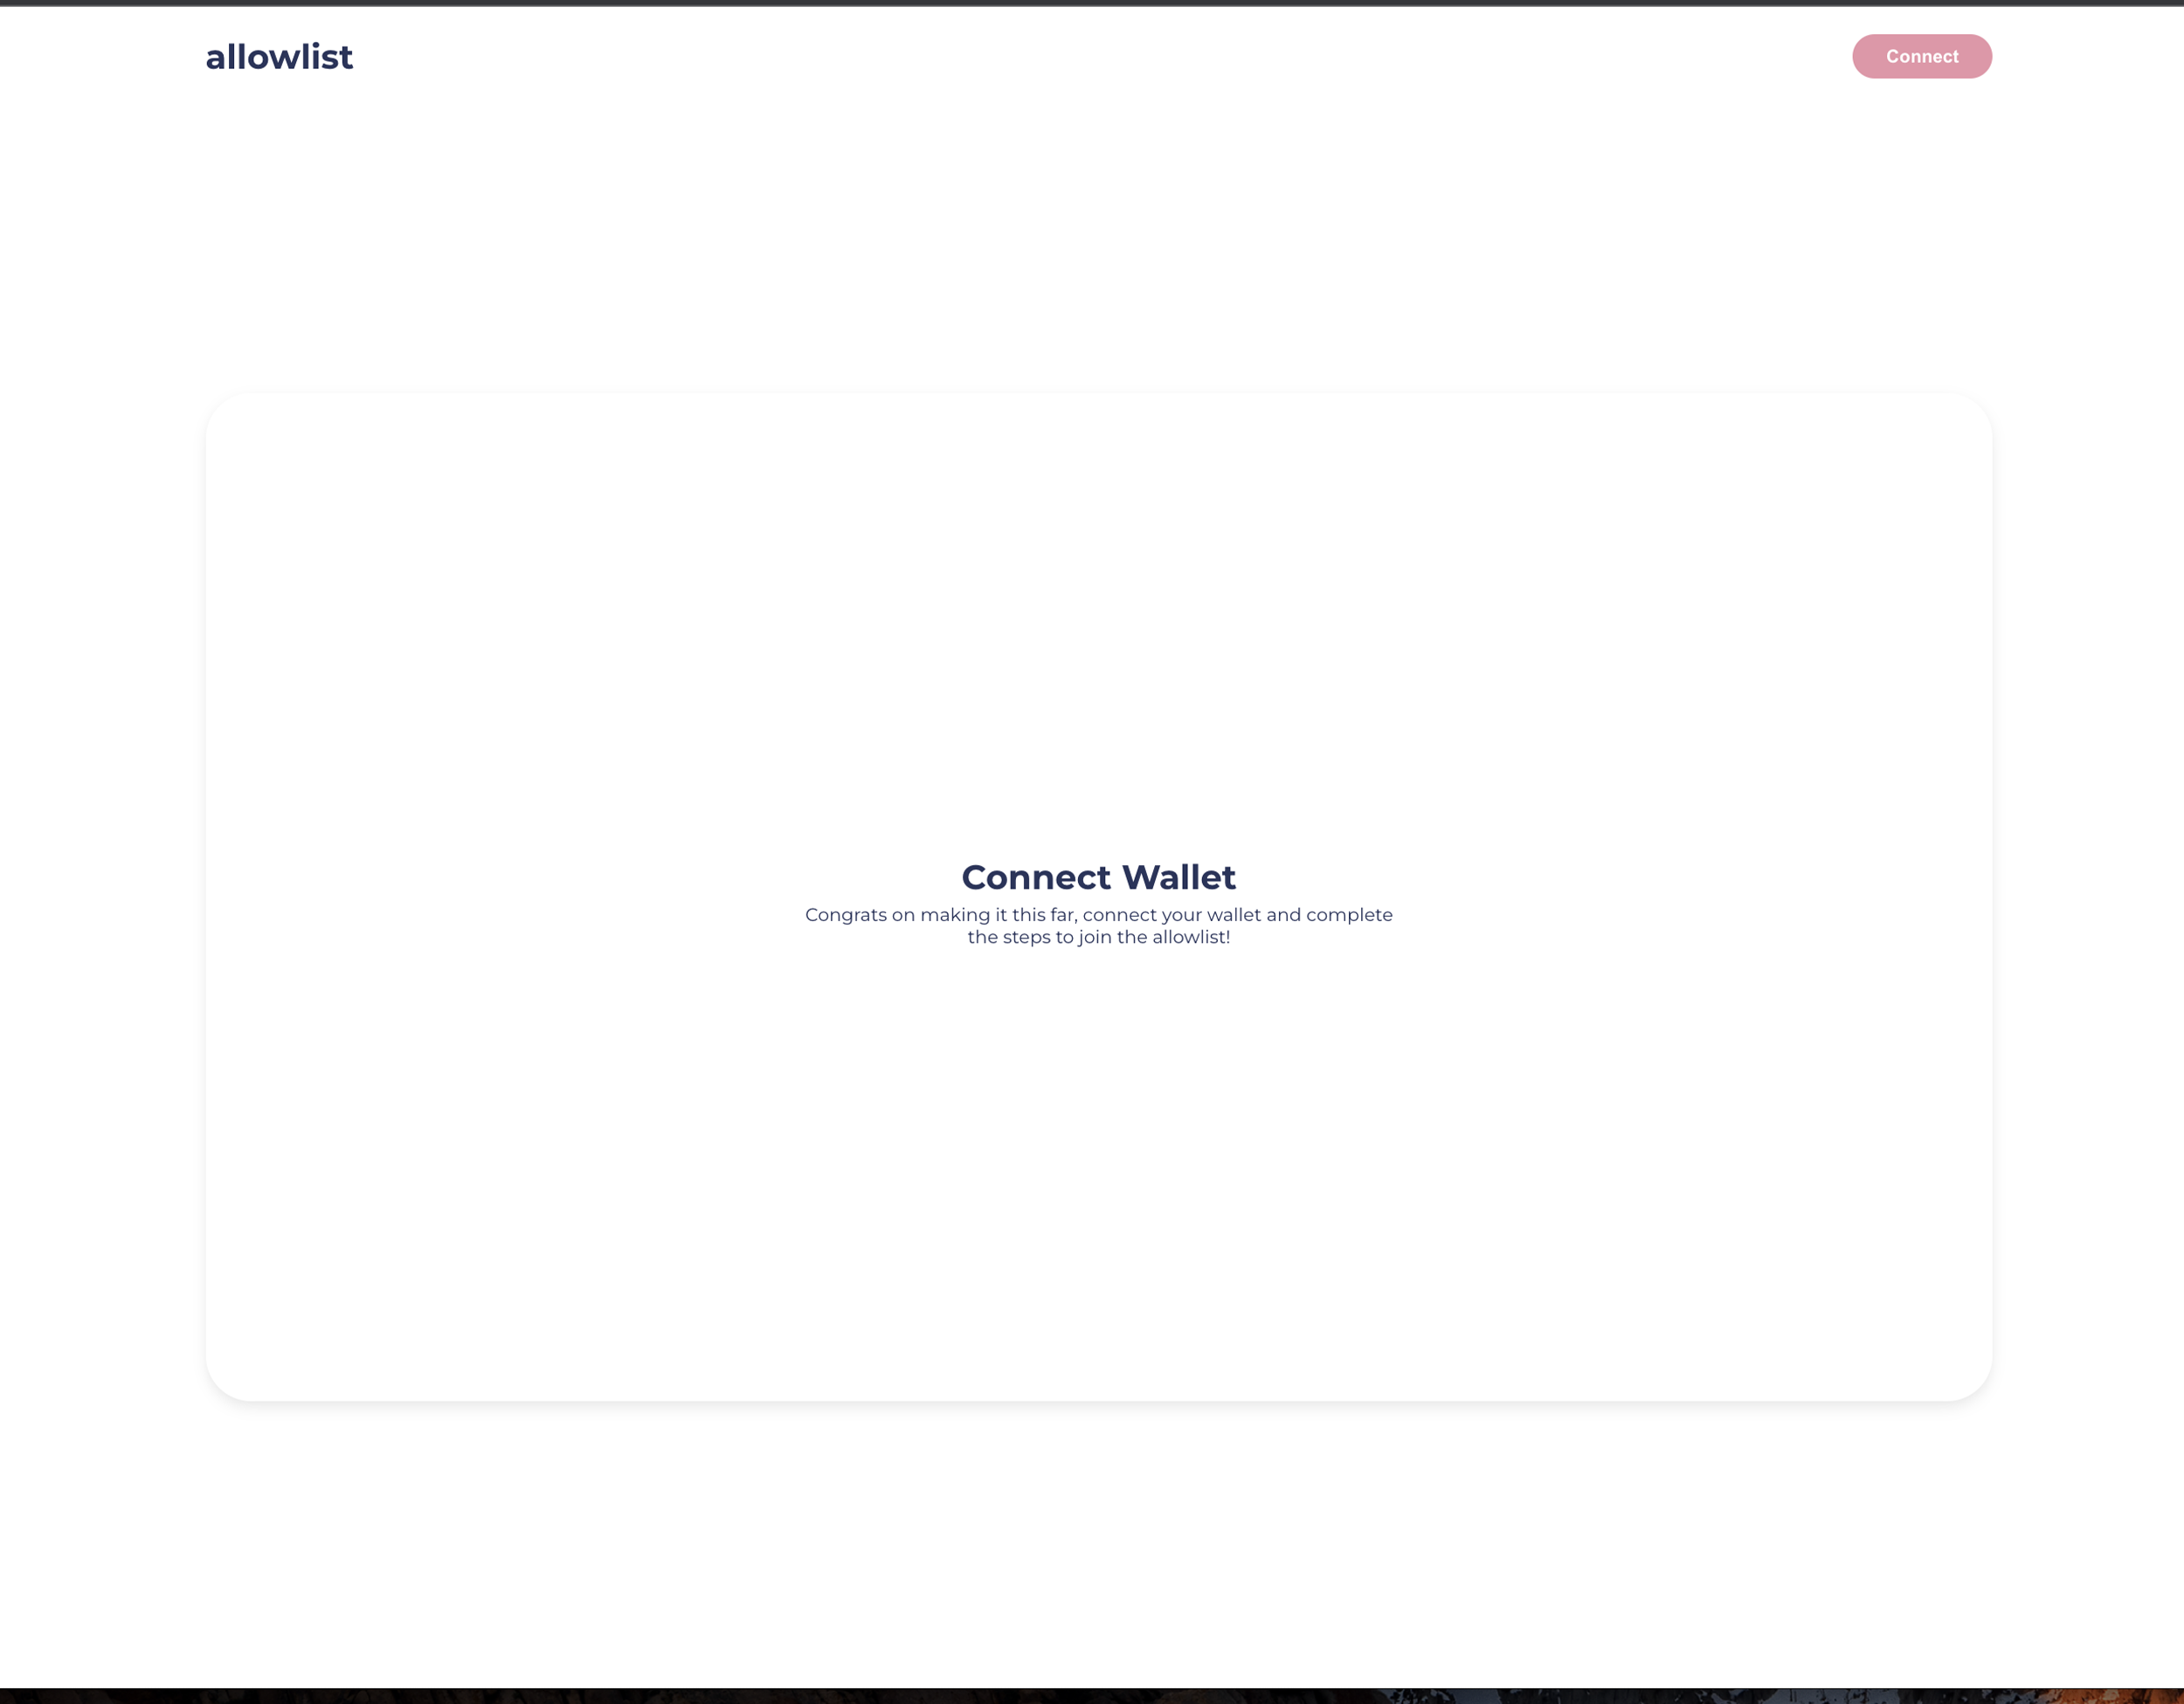 allowlist
Connect
Connect Wallet
Congrats on making it this far, connect your wallet and complete
the steps to join the allowlist!